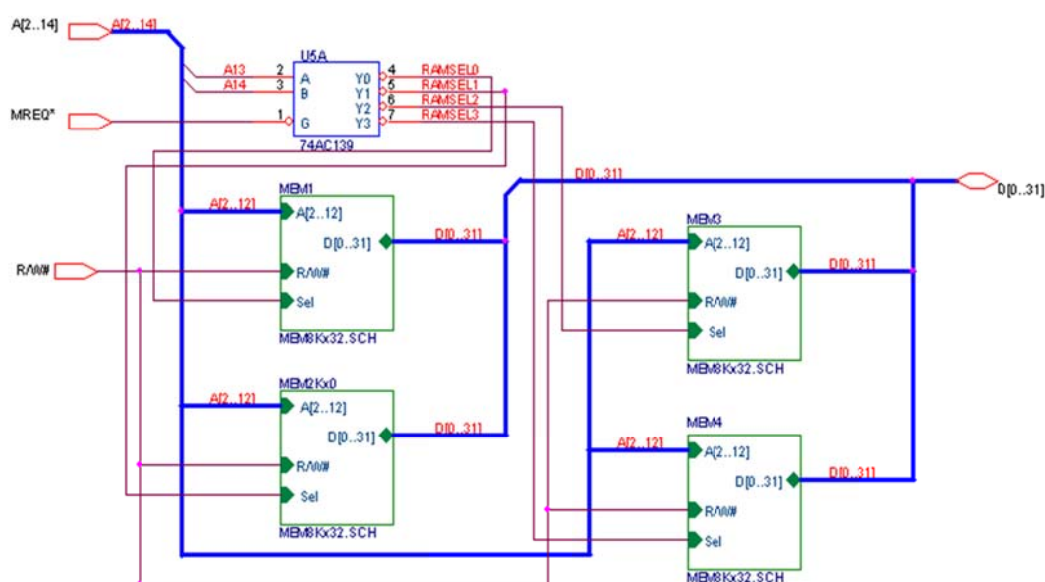 A[2..14]
A[2..14]
U5A
A13 2 A Y0 4 RAMSEL0
A14 3 B Y1 5 RAMSEL1
Y2 6 RAMSEL2
MREQ* 1 G Y3 7 RAMSEL3
74AC139
D[0..31]
D[0..31]
MEM1
A[2..12] A[2..12]
D[0..31] D[0..31]
R/W# R/W#
Sel
MEM8Kx32.SCH
MEM3
A[2..12] A[2..12]
D[0..31] D[0..31]
R/W#
Sel
MEM8Kx32.SCH
MEM2Kx0
A[2..12] A[2..12]
D[0..31] D[0..31]
R/W#
Sel
MEM8Kx32.SCH
MEM4
A[2..12] A[2..12]
D[0..31] D[0..31]
R/W#
Sel
MEM8Kx32.SCH